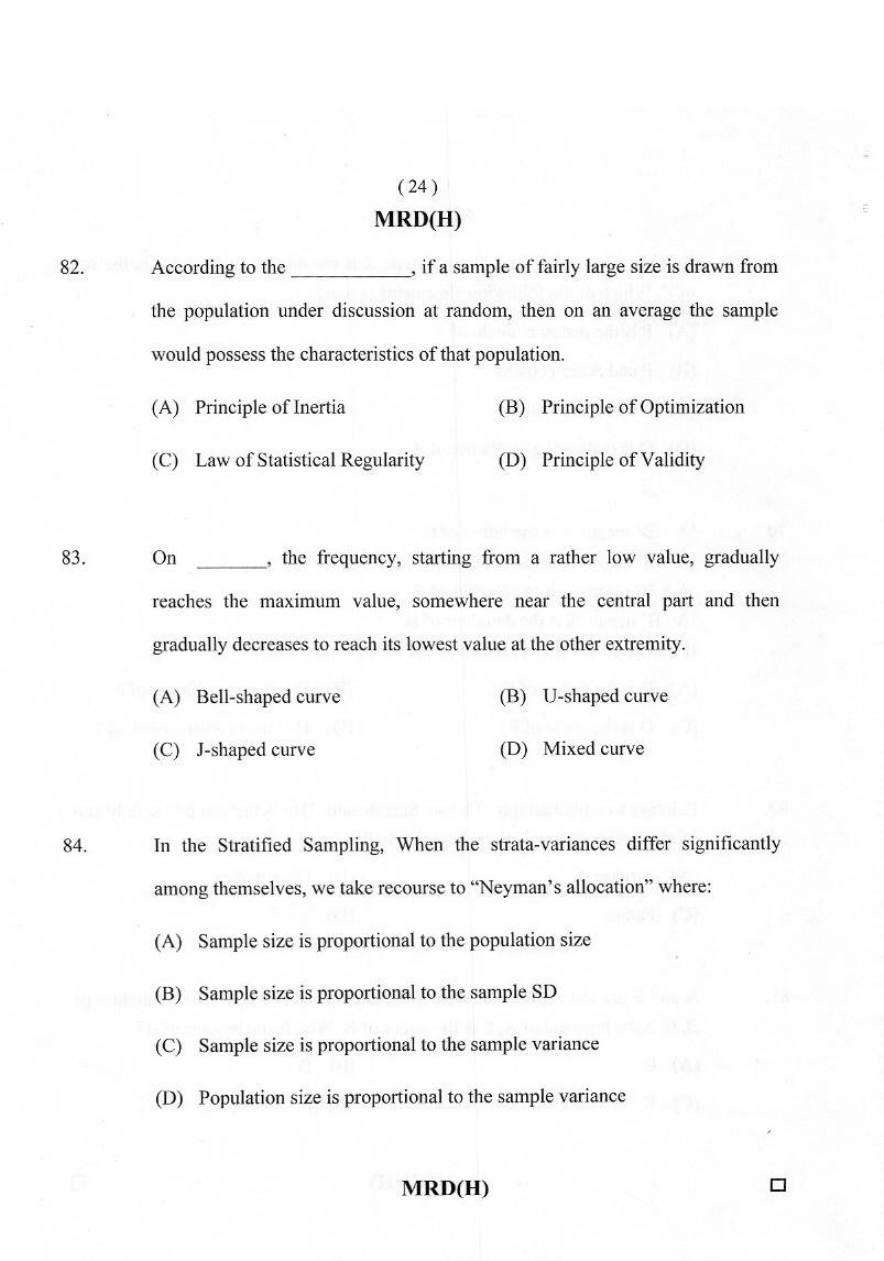 ( 24 )
MRD(H)
82. According to the ____________, if a sample of fairly large size is drawn from
the population under discussion at random, then on an average the sample
would possess the characteristics of that population.
(A) Principle of Inertia (B) Principle of Optimization
(C) Law of Statistical Regularity (D) Principle of Validity
83. On _______, the frequency, starting from a rather low value, gradually
reaches the maximum value, somewhere near the central part and then
gradually decreases to reach its lowest value at the other extremity.
(A) Bell-shaped curve (B) U-shaped curve
(C) J-shaped curve (D) Mixed curve
84. In the Stratified Sampling, When the strata-variances differ significantly
among themselves, we take recourse to “Neyman’s allocation” where:
(A) Sample size is proportional to the population size
(B) Sample size is proportional to the sample SD
(C) Sample size is proportional to the sample variance
(D) Population size is proportional to the sample variance
MRD(H)